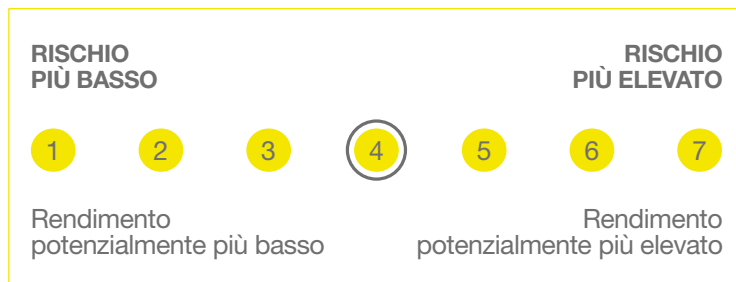 RISCHIO
PIÙ BASSO
RISCHIO
PIÙ ELEVATO
1 2 3 4 5 6 7
Rendimento
potenzialmente più basso
Rendimento
potenzialmente più elevato